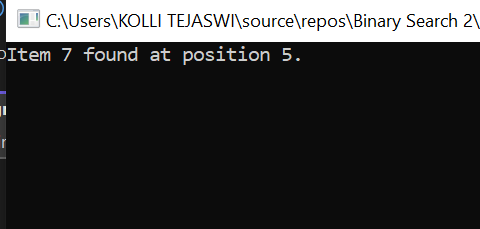 C:\Users\KOLLI TEJASWI\source\repos\Binary Search 2\
Item 7 found at position 5.